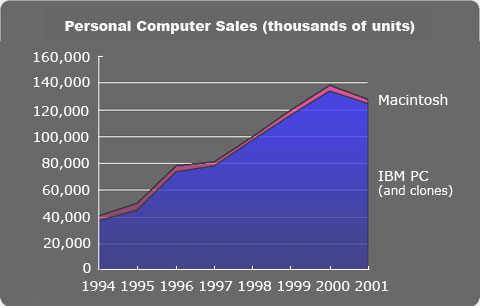 Personal Computer Sales (thousands of units)
160,000
140,000
120,000
100,000
80,000
60,000
40,000
20,000
0
Macintosh
IBM PC
(and clones)
1994 1995 1996 1997 1998 1999 2000 2001